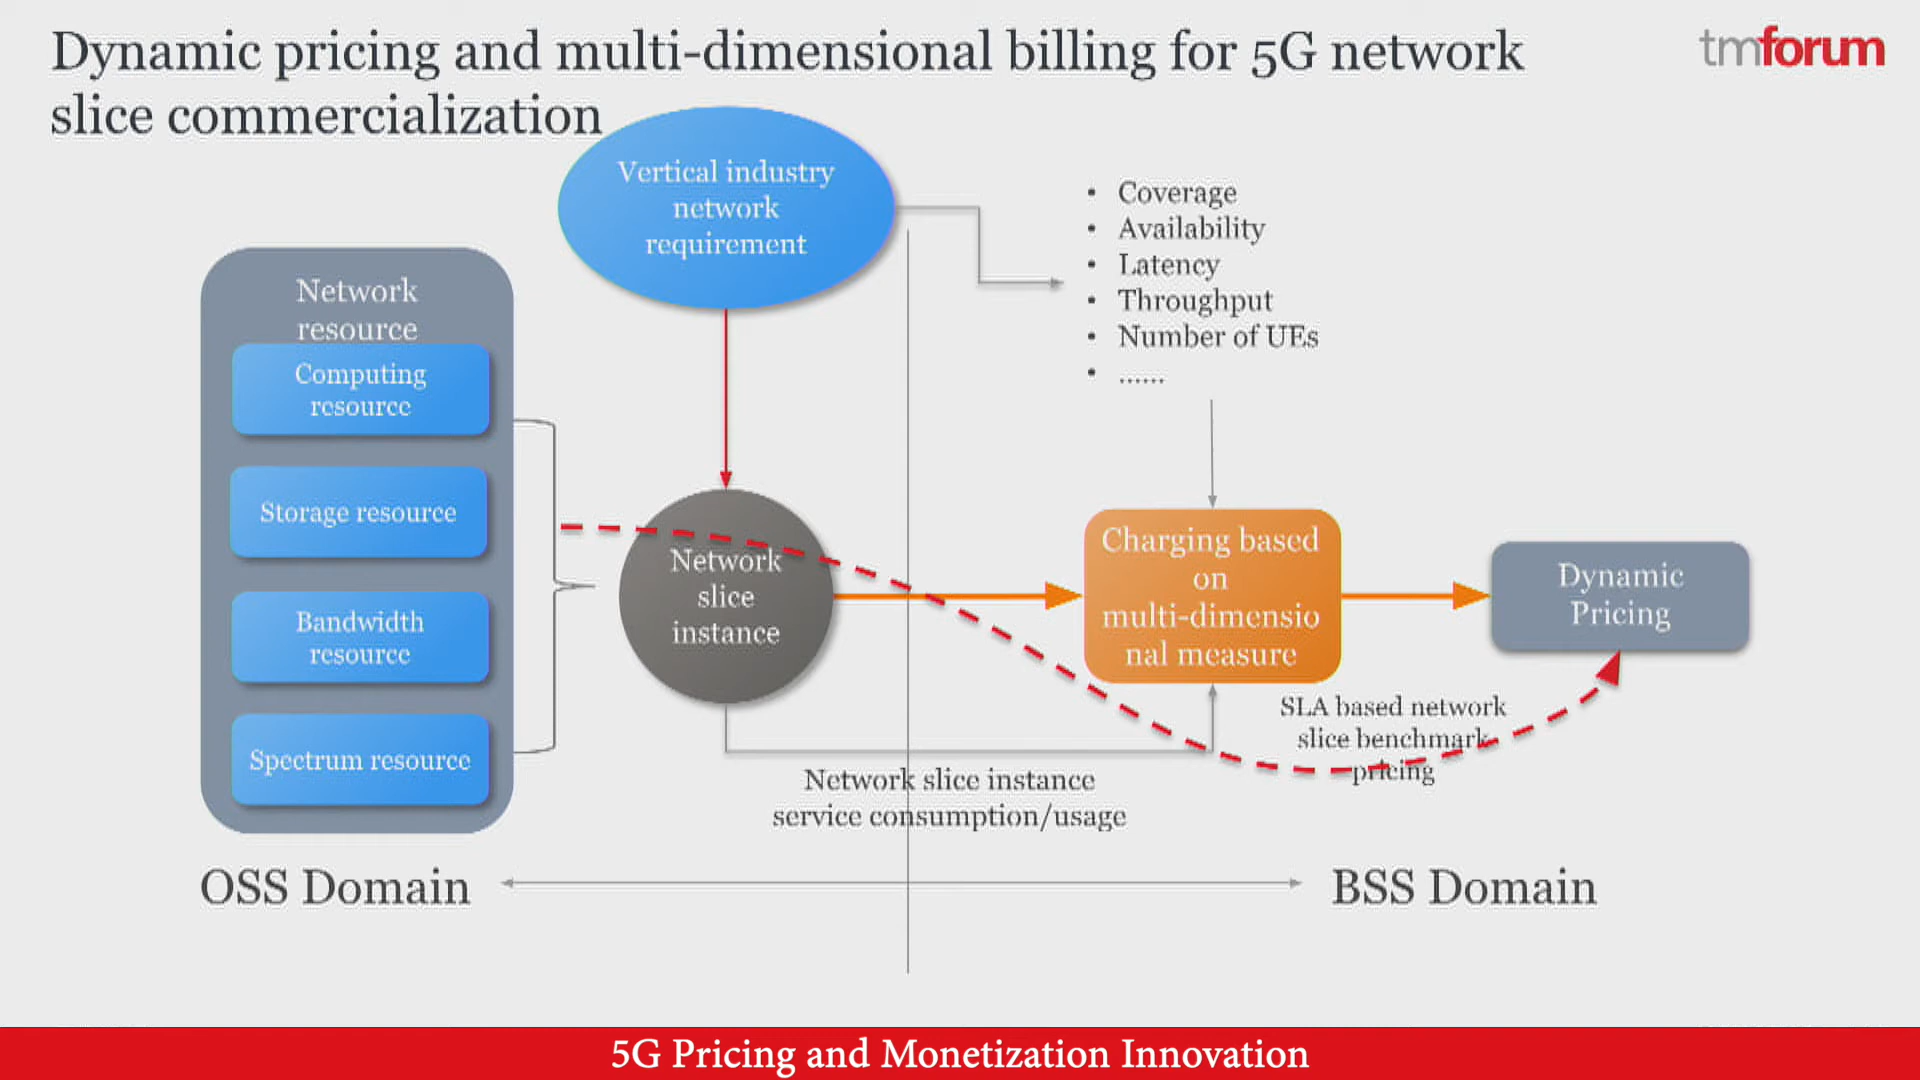 Dynamic pricing and multi-dimensional billing for 5G network
slice commercialization
tmforum
Vertical industry
network
requirement
• Coverage
• Availability
• Latency
• Throughput
• Number of UEs
• ......
Network
resource
Computing
resource
Storage resource
Bandwidth
resource
Spectrum resource
Network
slice
instance
Charging based
on
multi-dimensio
nal measure
Dynamic
Pricing
SLA based network
slice benchmark
pricing
Network slice instance
service consumption/usage
OSS Domain
BSS Domain
5G Pricing and Monetization Innovation